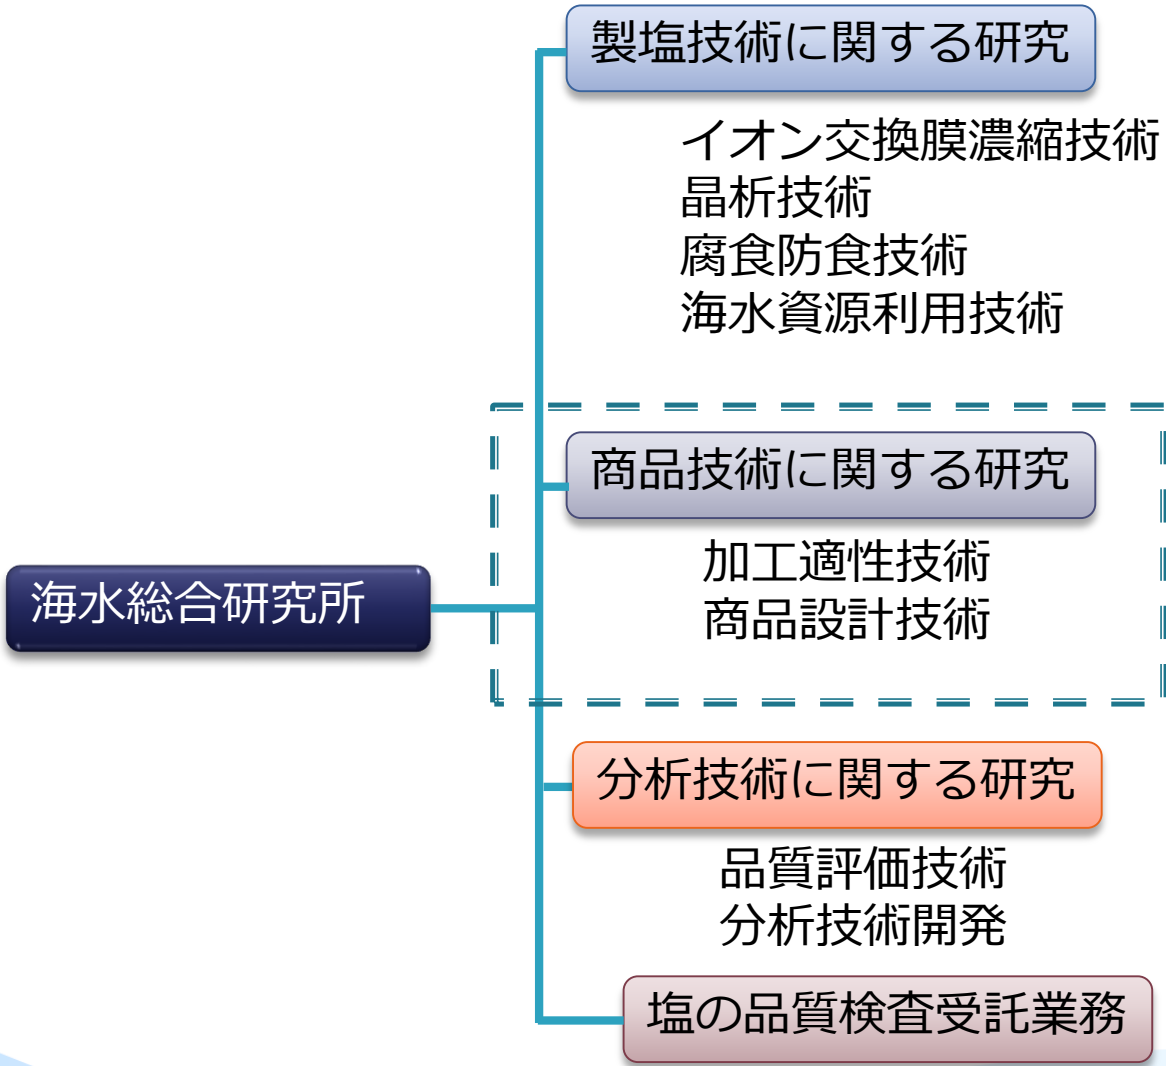 製塩技術に関する研究
イオン交換膜濃縮技術
晶析技術
腐食防食技術
海水資源利用技術
商品技術に関する研究
加工適性技術
商品設計技術
海水総合研究所
分析技術に関する研究
品質評価技術
分析技術開発
塩の品質検査受託業務